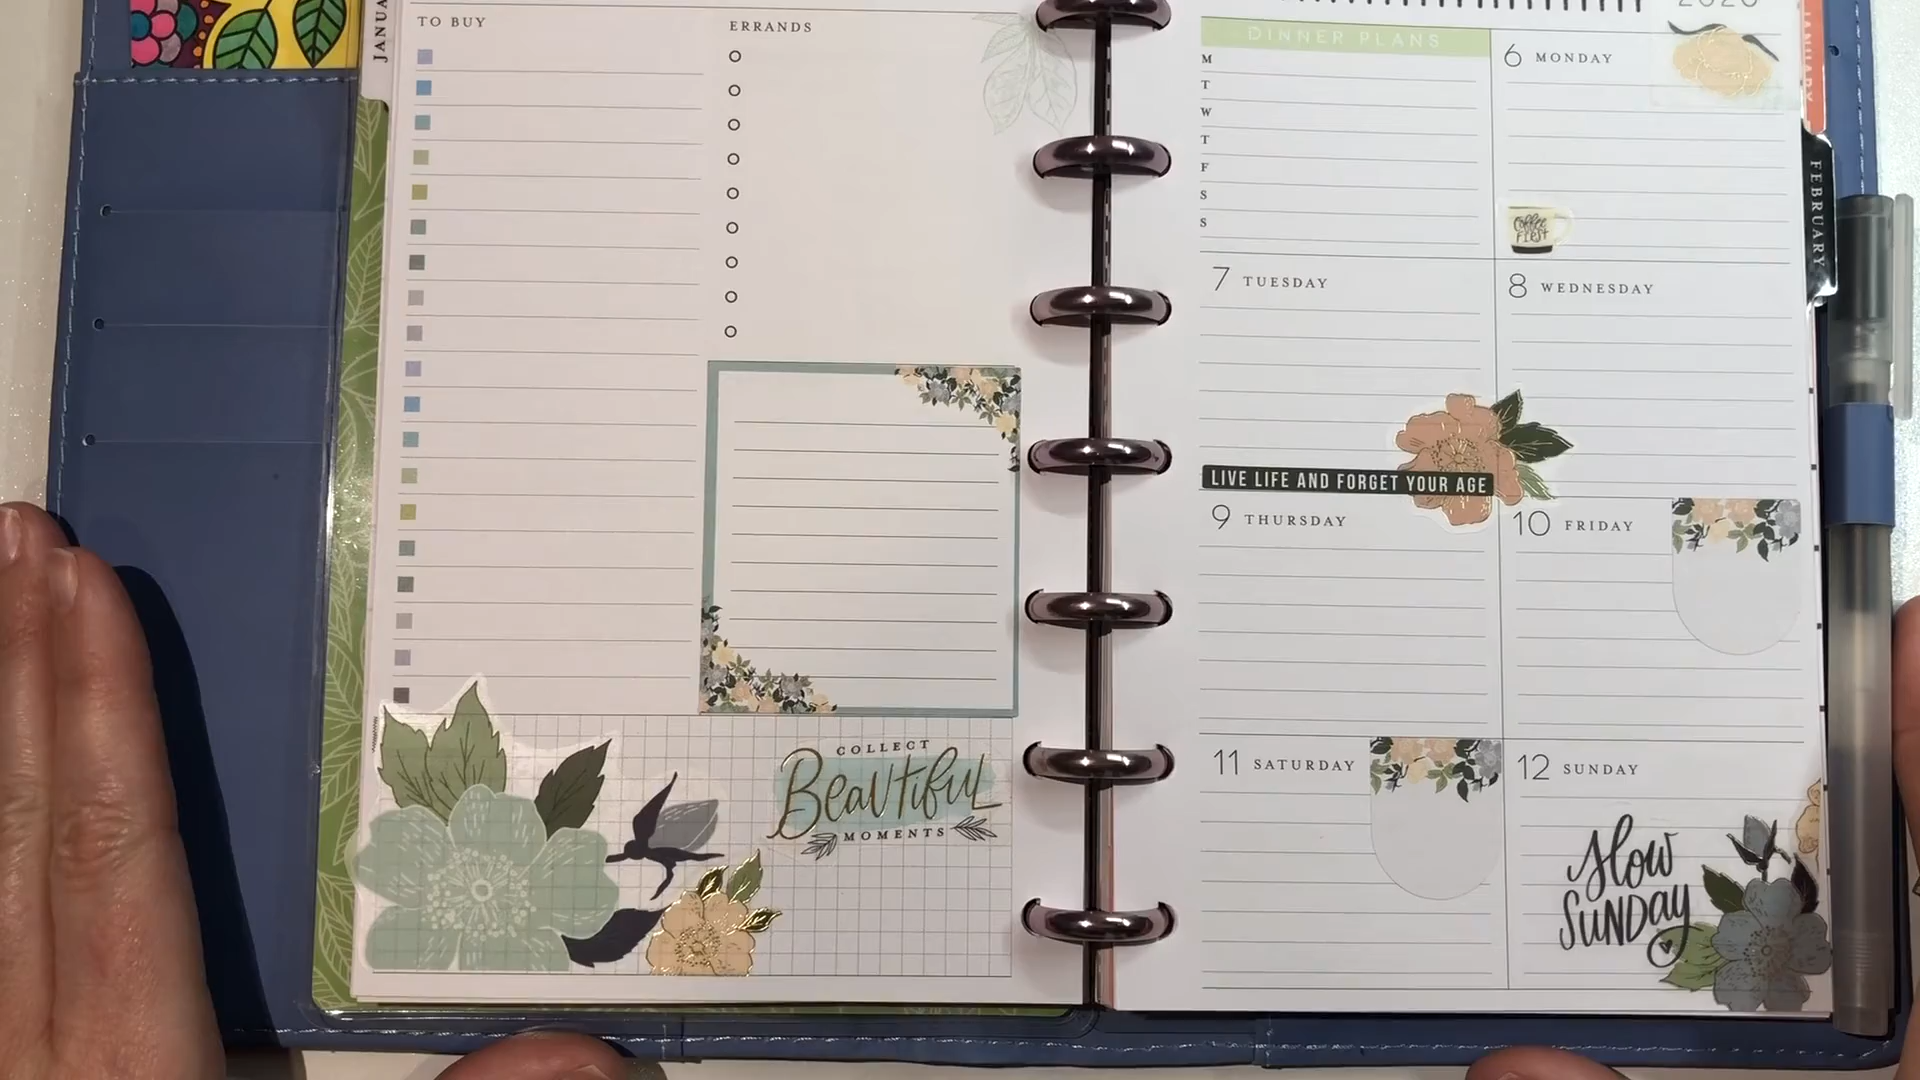 JANUA
TO BUY
ERRANDS
COLLECT
Beautiful
MOMENTS
2020
DINNER PLANS
M
T
W
T
F
S
S
6 MONDAY
COFFEE
FIRST
7 TUESDAY
8 WEDNESDAY
LIVE LIFE AND FORGET YOUR AGE
9 THURSDAY
10 FRIDAY
11 SATURDAY
12 SUNDAY
Slow
SUNDay
ANUARY
FEBRUARY